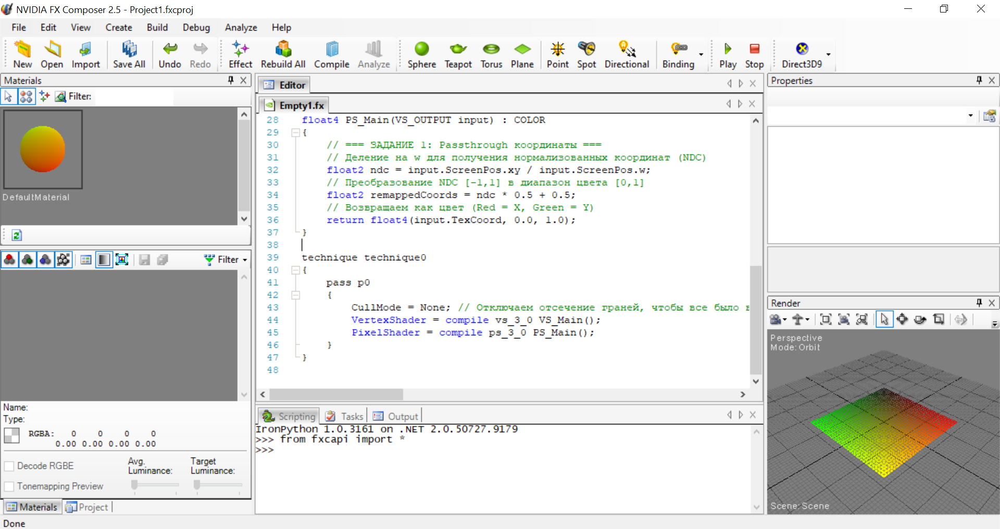 NVIDIA FX Composer 2.5 - Project1.fxcproj
File Edit View Create Build Debug Analyze Help
New Open Import Save All Undo Redo Effect Rebuild All Compile Analyze Sphere Teapot Torus Plane Point Spot Directional Binding Play Stop Direct3D9
Materials
Filter:
DefaultMaterial
Filter
Name:
Type:
RGBA: 0 0 0 0
0.00 0.00 0.00 0.00
Decode RGBE
Avg. Luminance:
Target Luminance:
Tonemapping Preview
Materials Project
Done
Editor
Empty1.fx
28 float4 PS_Main(VS_OUTPUT input) : COLOR
29 {
30 // === ЗАДАНИЕ 1: Passthrough координаты ===
31 // Деление на w для получения нормализованных координат (NDC)
32 float2 ndc = input.ScreenPos.xy / input.ScreenPos.w;
33 // Преобразование NDC [-1,1] в диапазон цвета [0,1]
34 float2 remappedCoords = ndc * 0.5 + 0.5;
35 // Возвращаем как цвет (Red = X, Green = Y)
36 return float4(input.TexCoord, 0.0, 1.0);
37 }
38
39 technique technique0
40 {
41 pass p0
42 {
43 CullMode = None; // Отключаем отсечение граней, чтобы все было
44 VertexShader = compile vs_3_0 VS_Main();
45 PixelShader = compile ps_3_0 PS_Main();
46 }
47 }
48
Scripting Tasks Output
IronPython 1.0.3161 on .NET 2.0.50727.9179
>>> from fxcapi import *
>>>
Properties
Render
Perspective
Mode: Orbit
Scene: Scene